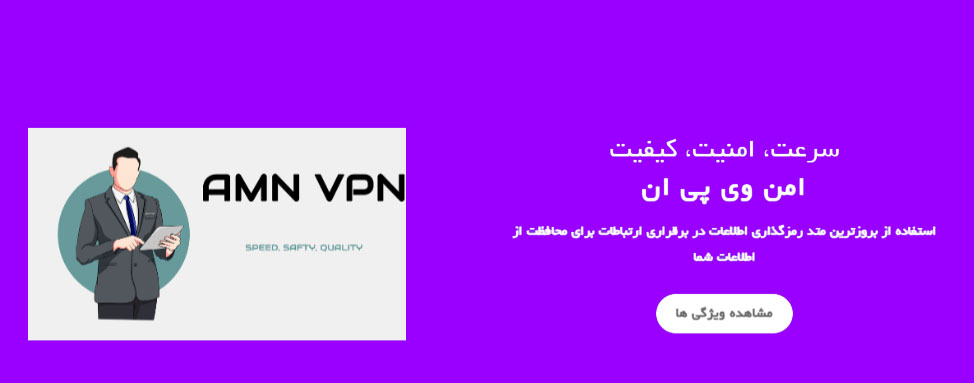 سرعت، امنیت، کیفیت
امن وی پی ان
استفاده از بروزترین متد رمزگذاری اطلاعات در برقراری ارتباطات برای محافظت از
اطلاعات شما
مشاهده ویژگی ها
AMN VPN
SPEED, SAFTY, QUALITY